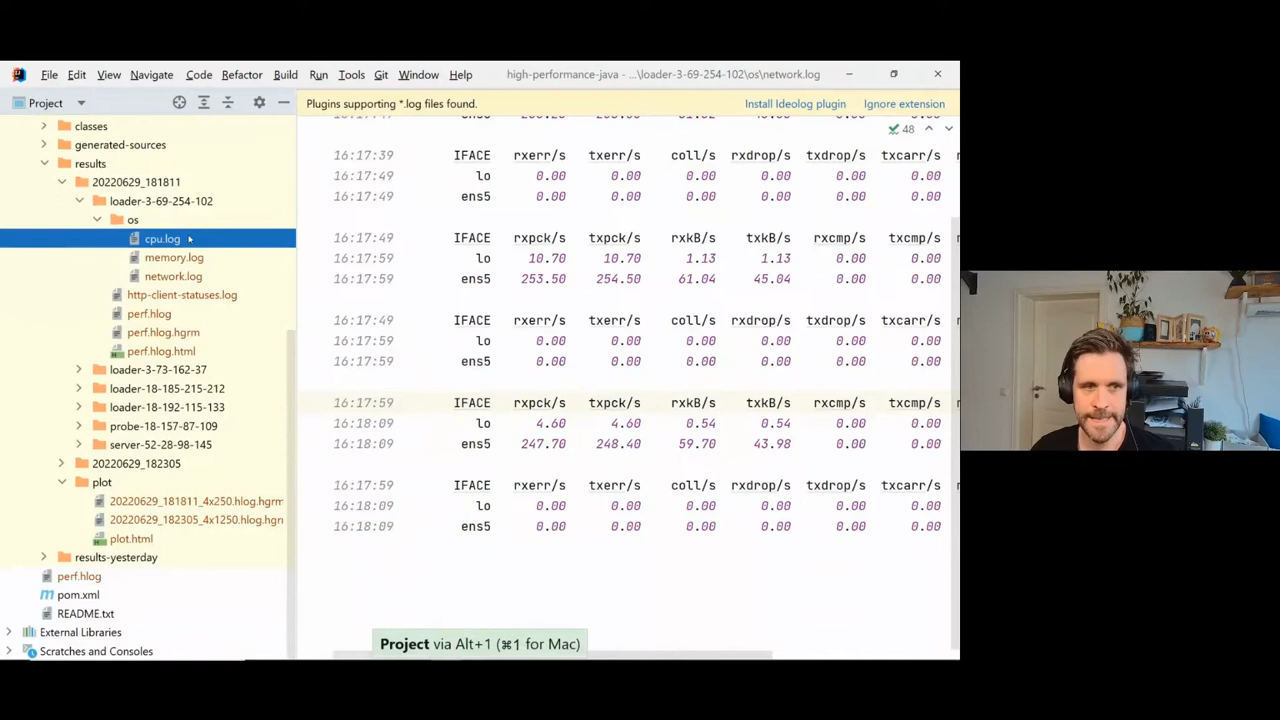 File Edit View Navigate Code Refactor Build Run Tools Git Window Help high-performance-java - ...\loader-3-69-254-102\os\network.log
Project
Plugins supporting *.log files found. Install Ideolog plugin Ignore extension
48
classes
generated-sources
results
20220629_181811
loader-3-69-254-102
os
cpu.log
memory.log
network.log
http-client-statuses.log
perf.hlog
perf.hlog.hgrm
perf.hlog.html
loader-3-73-162-37
loader-18-185-215-212
loader-18-192-115-133
probe-18-157-87-109
server-52-28-98-145
20220629_182305
plot
20220629_181811_4x250.hlog.hgrm
20220629_182305_4x1250.hlog.hgrm
plot.html
results-yesterday
perf.hlog
pom.xml
README.txt
External Libraries
Scratches and Consoles
16:17:39 IFACE rxerr/s txerr/s coll/s rxdrop/s txdrop/s txcarr/s
16:17:49 lo 0.00 0.00 0.00 0.00 0.00 0.00
16:17:49 ens5 0.00 0.00 0.00 0.00 0.00 0.00
16:17:49 IFACE rxpck/s txpck/s rxkB/s txkB/s rxcmp/s txcmp/s
16:17:59 lo 10.70 10.70 1.13 1.13 0.00 0.00
16:17:59 ens5 253.50 254.50 61.04 45.04 0.00 0.00
16:17:49 IFACE rxerr/s txerr/s coll/s rxdrop/s txdrop/s txcarr/s
16:17:59 lo 0.00 0.00 0.00 0.00 0.00 0.00
16:17:59 ens5 0.00 0.00 0.00 0.00 0.00 0.00
16:17:59 IFACE rxpck/s txpck/s rxkB/s txkB/s rxcmp/s txcmp/s
16:18:09 lo 4.60 4.60 0.54 0.54 0.00 0.00
16:18:09 ens5 247.70 248.40 59.70 43.98 0.00 0.00
16:17:59 IFACE rxerr/s txerr/s coll/s rxdrop/s txdrop/s txcarr/s
16:18:09 lo 0.00 0.00 0.00 0.00 0.00 0.00
16:18:09 ens5 0.00 0.00 0.00 0.00 0.00 0.00
Project via Alt+1 (⌘1 for Mac)